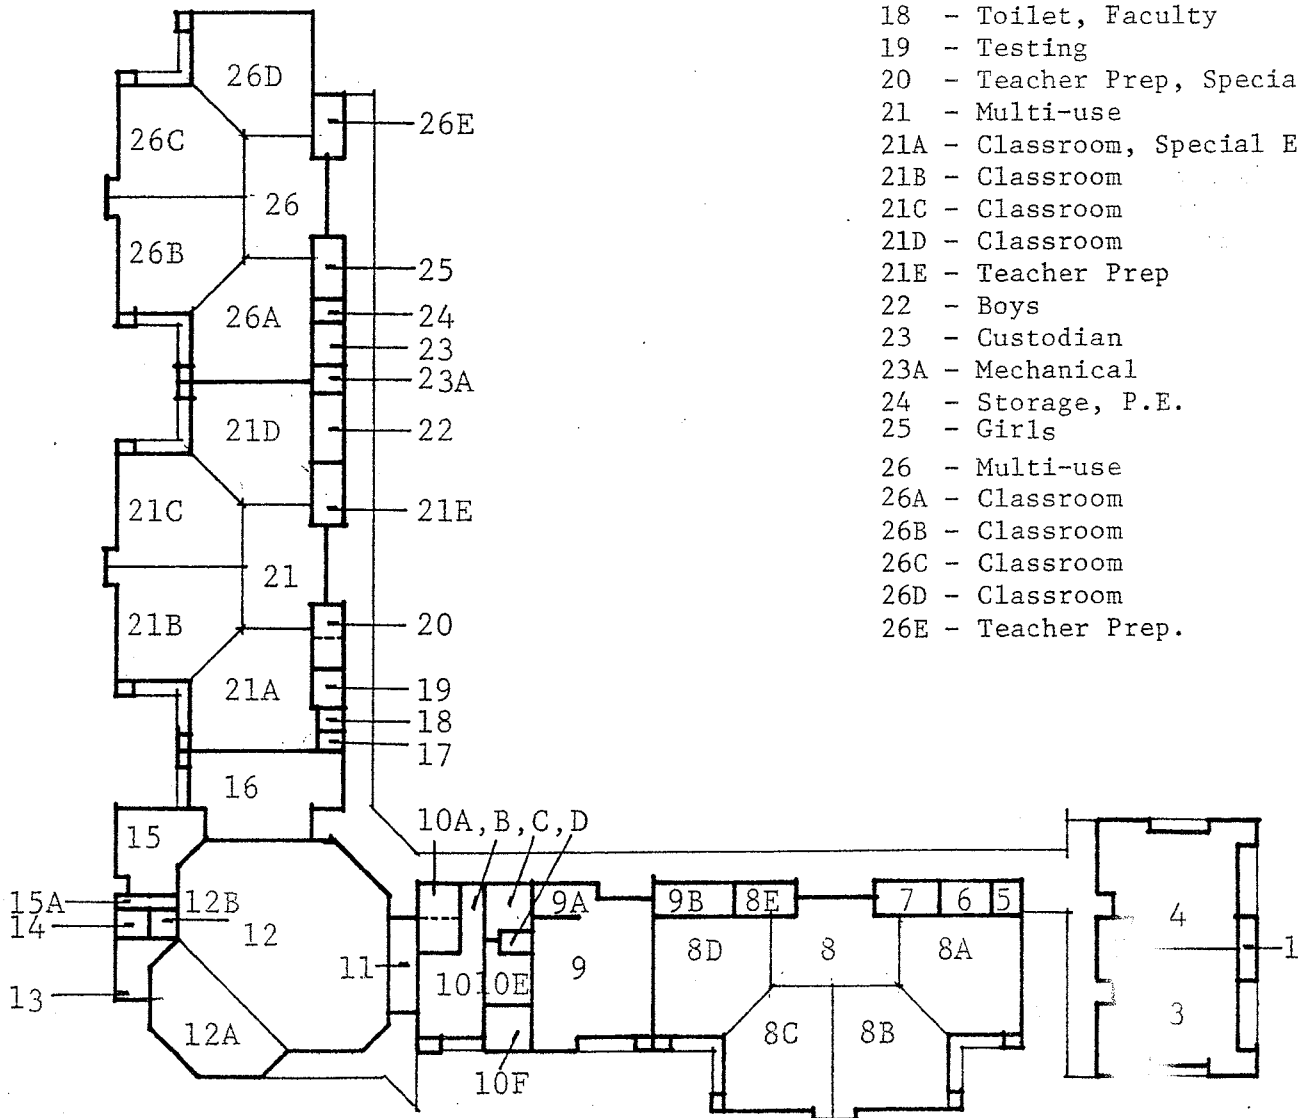 18 - Toilet, Faculty
19 - Testing
20 - Teacher Prep, Specia
21 - Multi-use
21A - Classroom, Special E
21B - Classroom
21C - Classroom
21D - Classroom
21E - Teacher Prep
22 - Boys
23 - Custodian
23A - Mechanical
24 - Storage, P.E.
25 - Girls
26 - Multi-use
26A - Classroom
26B - Classroom
26C - Classroom
26D - Classroom
26E - Teacher Prep.
26D
26E
26C
26
26B
25
26A
24
23
23A
21D
22
21C
21E
21
21B
20
21A
19
18
17
16
10A, B, C, D
15
15A
12B
14
12
13
12A
11
10
10E
10F
9A
9
9B
8E
8D
8
8C
8B
8A
7
6
5
4
1
3